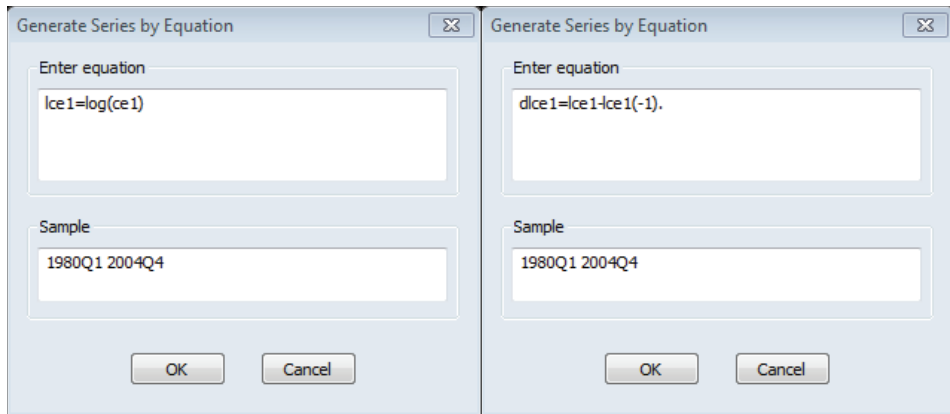 Generate Series by Equation
Enter equation
lce1=log(ce1)
Sample
1980Q1 2004Q4
OK Cancel
Generate Series by Equation
Enter equation
dlce1=lce1-lce1(-1).
Sample
1980Q1 2004Q4
OK Cancel